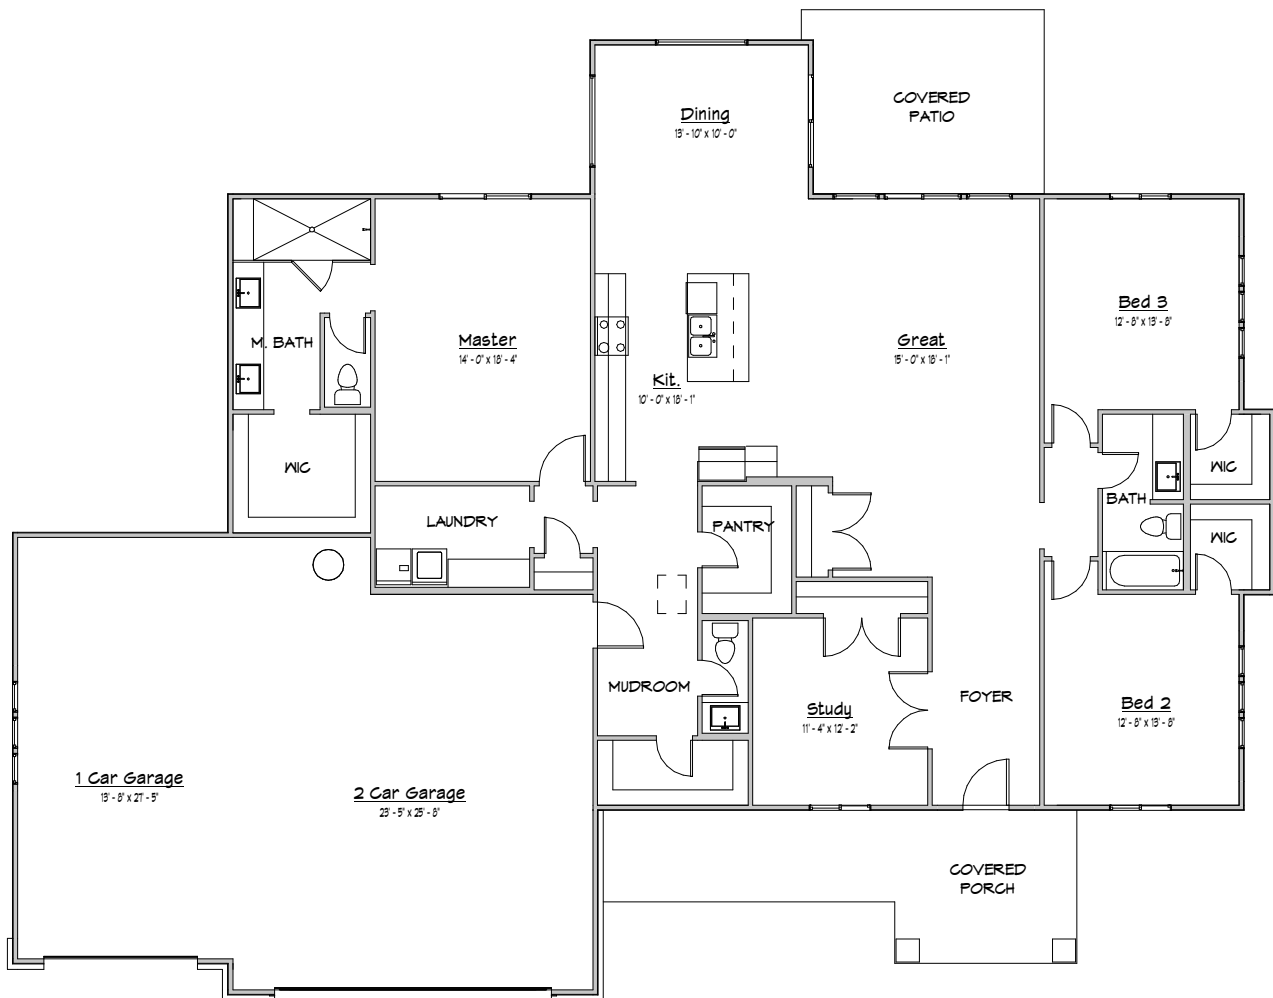 Dining
13' - 10" x 10' - 0"
COVERED
PATIO
Bed 3
12' - 8" x 13' - 8"
M. BATH
Master
14' - 0" x 18' - 4"
Great
15' - 0" x 18' - 1"
Kit.
10' - 0" x 18' - 1"
WIC
WIC
BATH
LAUNDRY
PANTRY
WIC
MUDROOM
FOYER
Study
11' - 4" x 12' - 2"
Bed 2
12' - 8" x 13' - 8"
1 Car Garage
13' - 8" x 27' - 5"
2 Car Garage
23' - 5" x 25' - 8"
COVERED
PORCH